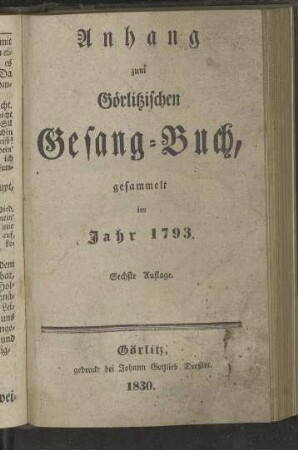 Anhang
zum
Görlitzischen
Gesang-Buch,
gesammelt
im
Jahr 1793.
Sechste Auflage.
Görlitz,
gedruckt bei Johann Gottlieb Dreßler.
1830.